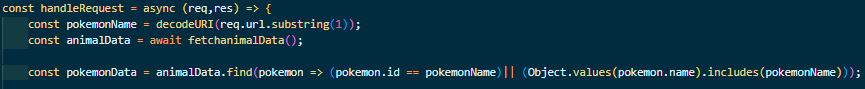 const handleRequest = async (req,res) => {
const pokemonName = decodeURI(req.url.substring(1));
const animalData = await fetchanimalData();
const pokemonData = animalData.find(pokemon => (pokemon.id == pokemonName)|| (Object.values(pokemon.name).includes(pokemonName)));